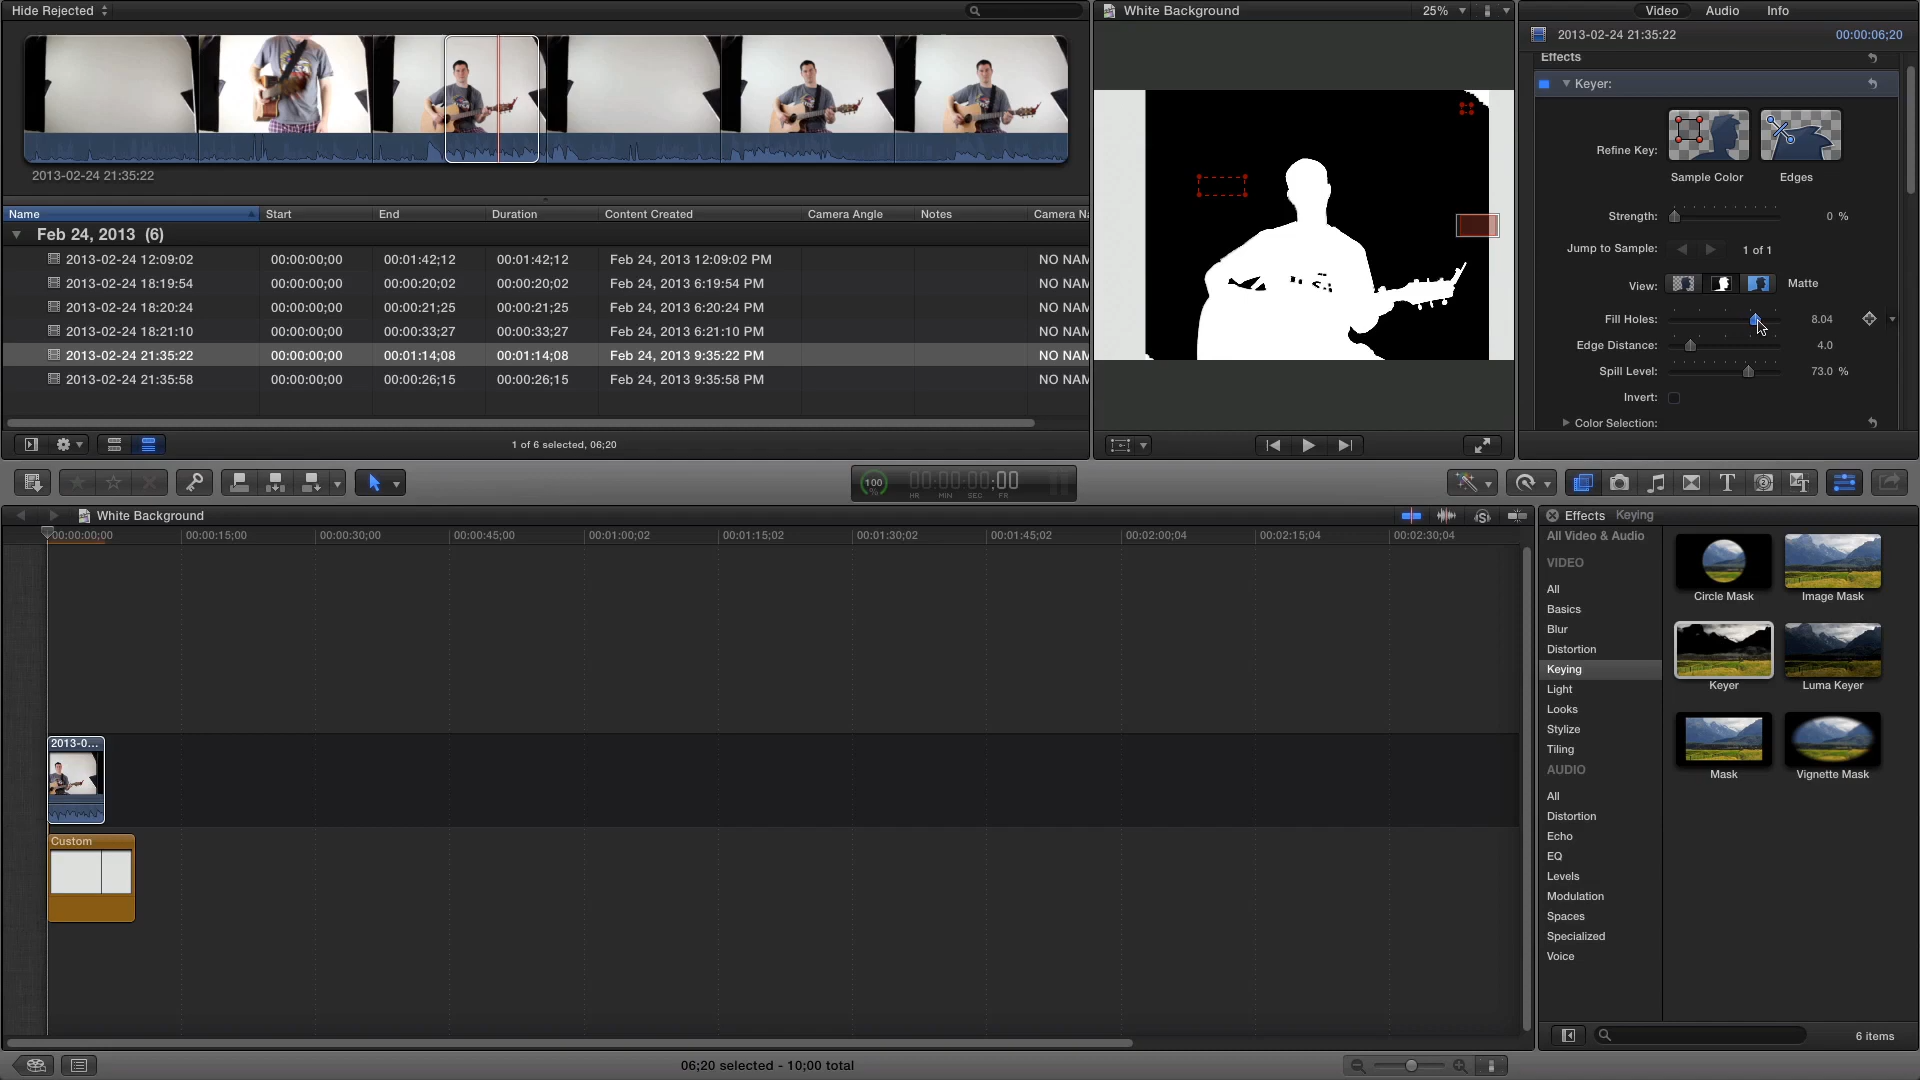 Hide Rejected
White Background 25%
Video Audio Info
2013-02-24 21:35:22 00:00:06;20
Effects
Keyer:
Refine Key:
Sample Color Edges
Strength: 0 %
Jump to Sample: 1 of 1
View: Matte
Fill Holes: 8.04
Edge Distance: 4.0
Spill Level: 73.0 %
Invert:
Color Selection:
2013-02-24 21:35:22
Name Start End Duration Content Created Camera Angle Notes Camera Na
Feb 24, 2013 (6)
2013-02-24 12:09:02 00:00:00;00 00:01:42;12 00:01:42;12 Feb 24, 2013 12:09:02 PM NO NAM
2013-02-24 18:19:54 00:00:00;00 00:00:20;02 00:00:20;02 Feb 24, 2013 6:19:54 PM NO NAM
2013-02-24 18:20:24 00:00:00;00 00:00:21;25 00:00:21;25 Feb 24, 2013 6:20:24 PM NO NAM
2013-02-24 18:21:10 00:00:00;00 00:00:33;27 00:00:33;27 Feb 24, 2013 6:21:10 PM NO NAM
2013-02-24 21:35:22 00:00:00;00 00:01:14;08 00:01:14;08 Feb 24, 2013 9:35:22 PM NO NAM
2013-02-24 21:35:58 00:00:00;00 00:00:26;15 00:00:26;15 Feb 24, 2013 9:35:58 PM NO NAM
1 of 6 selected, 06;20
100 % 00:00:00;00
HR MIN SEC FR
White Background
00:00:00;00 00:00:15;00 00:00:30;00 00:00:45;00 00:01:00;02 00:01:15;02 00:01:30;02 00:01:45;02 00:02:00;04 00:02:15;04 00:02:30;04
2013-0...
Custom
Effects Keying
All Video & Audio
VIDEO
All
Basics
Blur
Distortion
Keying
Light
Looks
Stylize
Tiling
AUDIO
All
Distortion
Echo
EQ
Levels
Modulation
Spaces
Specialized
Voice
Circle Mask Image Mask
Keyer Luma Keyer
Mask Vignette Mask
6 items
06;20 selected - 10;00 total